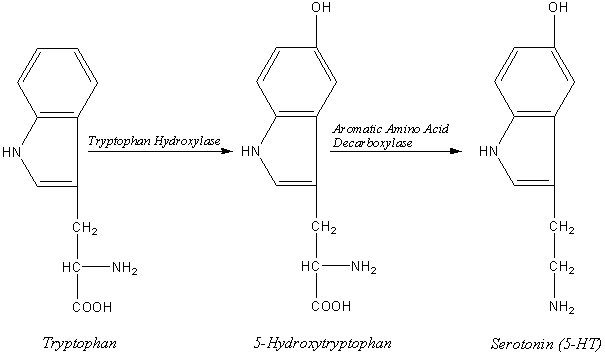 OH
OH
Tryptophan Hydroxylase
Aromatic Amino Acid
Decarboxylase
HN
HN
HN
CH2
CH2
CH2
HC NH2
HC NH2
CH2
COOH
COOH
NH2
Tryptophan
5-Hydroxytryptophan
Serotonin (5-HT)